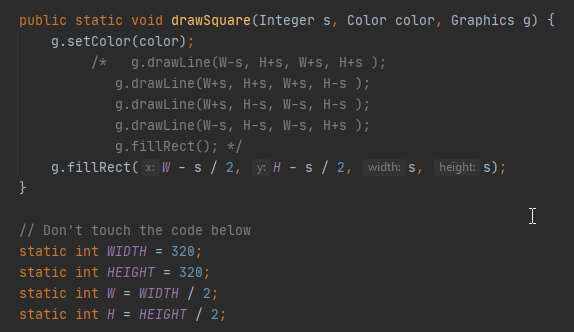 public static void drawSquare(Integer s, Color color, Graphics g) {
g.setColor(color);
/*   g.drawLine(W-s, H+s, W+s, H+s );
g.drawLine(W+s, H+s, W+s, H-s );
g.drawLine(W+s, H-s, W-s, H-s );
g.drawLine(W-s, H-s, W-s, H+s );
g.fillRect(); */
g.fillRect( x: W - s / 2, y: H - s / 2, width: s, height: s);
}
// Don't touch the code below
static int WIDTH = 320;
static int HEIGHT = 320;
static int W = WIDTH / 2;
static int H = HEIGHT / 2;